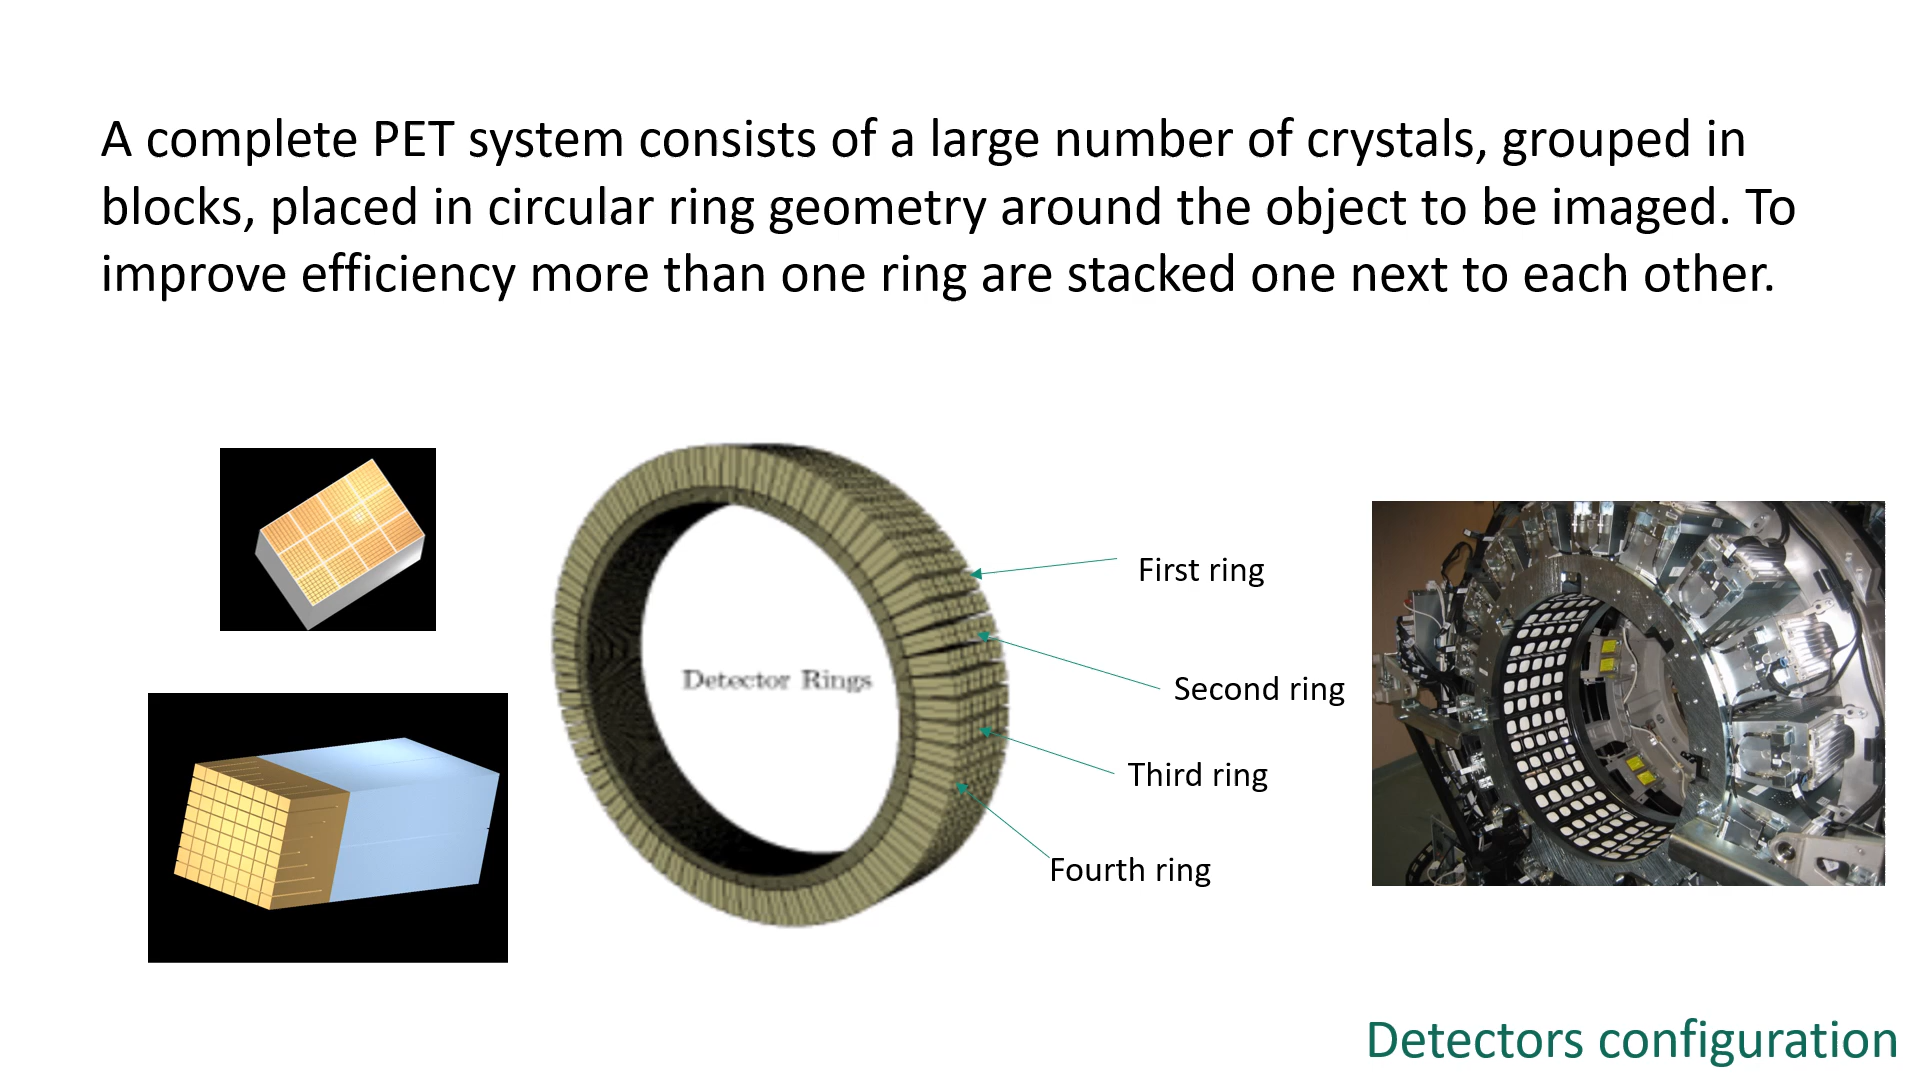 A complete PET system consists of a large number of crystals, grouped in
blocks, placed in circular ring geometry around the object to be imaged. To
improve efficiency more than one ring are stacked one next to each other.
First ring
Detector Rings
Second ring
Third ring
Fourth ring
Detectors configuration